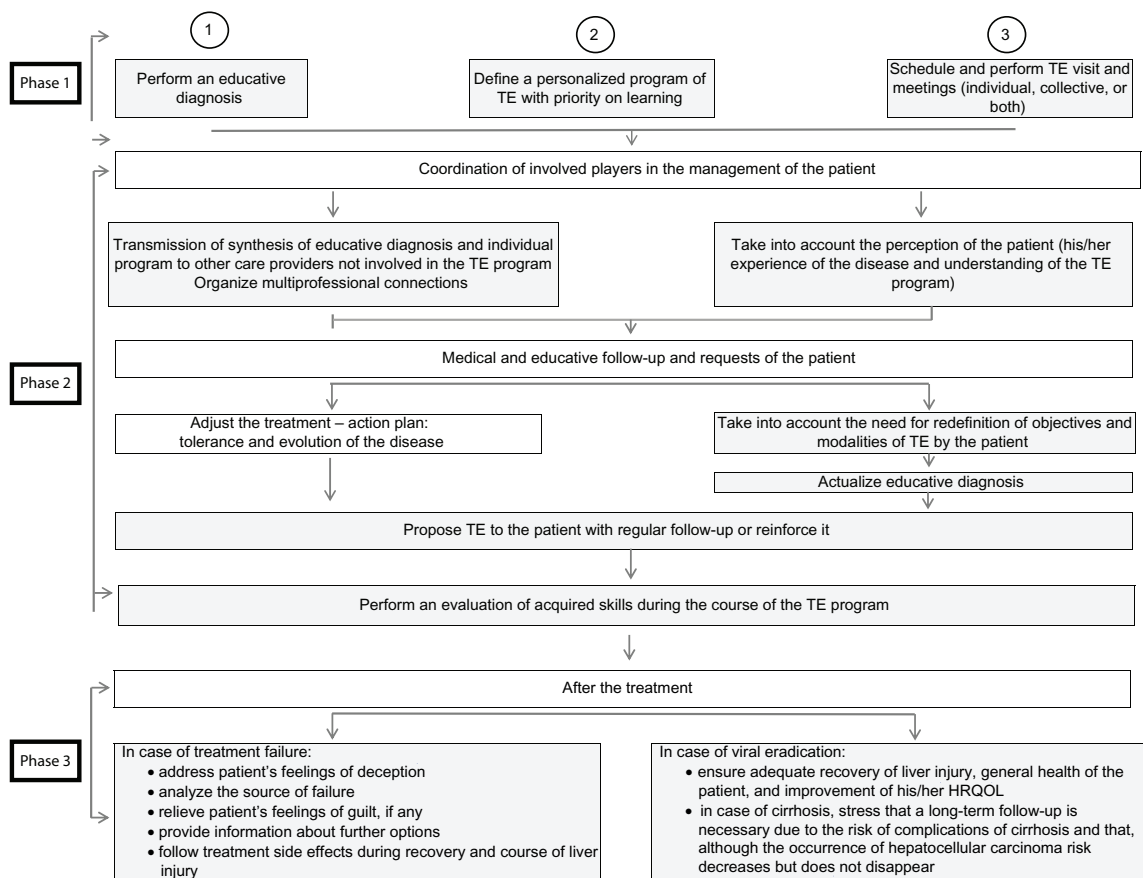 1
2
3
Phase 1
Perform an educative
diagnosis
Define a personalized program of
TE with priority on learning
Schedule and perform TE visit and
meetings (individual, collective, or
both)
Coordination of involved players in the management of the patient
Transmission of synthesis of educative diagnosis and individual
program to other care providers not involved in the TE program
Organize multiprofessional connections
Take into account the perception of the patient (his/her
experience of the disease and understanding of the TE
program)
Phase 2
Medical and educative follow-up and requests of the patient
Adjust the treatment – action plan:
tolerance and evolution of the disease
Take into account the need for redefinition of objectives and
modalities of TE by the patient
Actualize educative diagnosis
Propose TE to the patient with regular follow-up or reinforce it
Perform an evaluation of acquired skills during the course of the TE program
Phase 3
After the treatment
In case of treatment failure:
• address patient's feelings of deception
• analyze the source of failure
• relieve patient's feelings of guilt, if any
• provide information about further options
• follow treatment side effects during recovery and course of liver
injury
In case of viral eradication:
• ensure adequate recovery of liver injury, general health of the
patient, and improvement of his/her HRQOL
• in case of cirrhosis, stress that a long-term follow-up is
necessary due to the risk of complications of cirrhosis and that,
although the occurrence of hepatocellular carcinoma risk
decreases but does not disappear